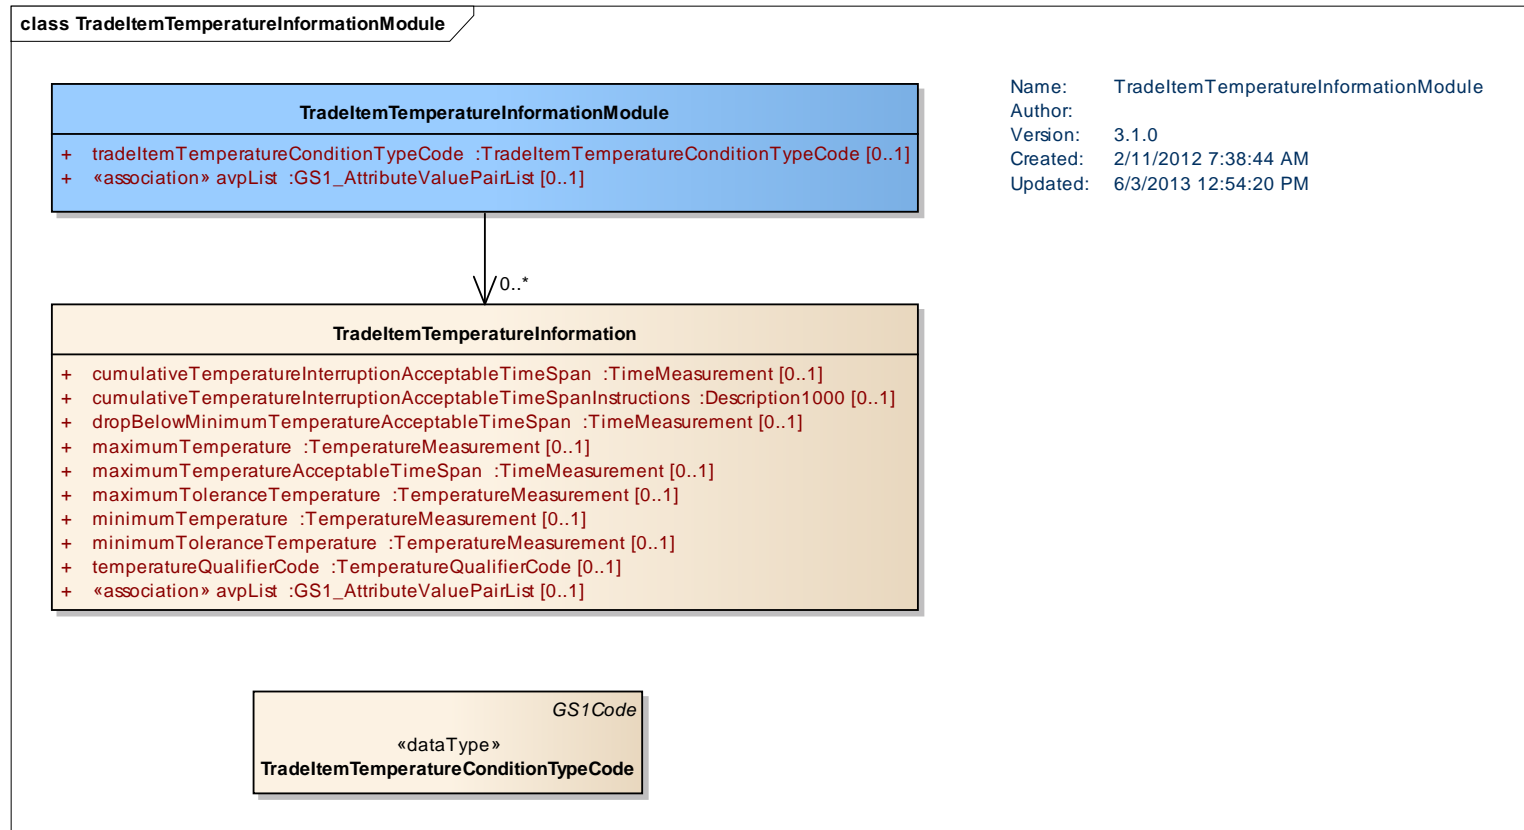 class TradeItemTemperatureInformationModule
TradeItemTemperatureInformationModule
+ tradeItemTemperatureConditionTypeCode :TradeItemTemperatureConditionTypeCode [0..1]
+ «association» avpList :GS1_AttributeValuePairList [0..1]
Name: TradeItemTemperatureInformationModule
Author:
Version: 3.1.0
Created: 2/11/2012 7:38:44 AM
Updated: 6/3/2013 12:54:20 PM
0..*
TradeItemTemperatureInformation
+ cumulativeTemperatureInterruptionAcceptableTimeSpan :TimeMeasurement [0..1]
+ cumulativeTemperatureInterruptionAcceptableTimeSpanInstructions :Description1000 [0..1]
+ dropBelowMinimumTemperatureAcceptableTimeSpan :TimeMeasurement [0..1]
+ maximumTemperature :TemperatureMeasurement [0..1]
+ maximumTemperatureAcceptableTimeSpan :TimeMeasurement [0..1]
+ maximumToleranceTemperature :TemperatureMeasurement [0..1]
+ minimumTemperature :TemperatureMeasurement [0..1]
+ minimumToleranceTemperature :TemperatureMeasurement [0..1]
+ temperatureQualifierCode :TemperatureQualifierCode [0..1]
+ «association» avpList :GS1_AttributeValuePairList [0..1]
GS1Code
«dataType»
TradeItemTemperatureConditionTypeCode